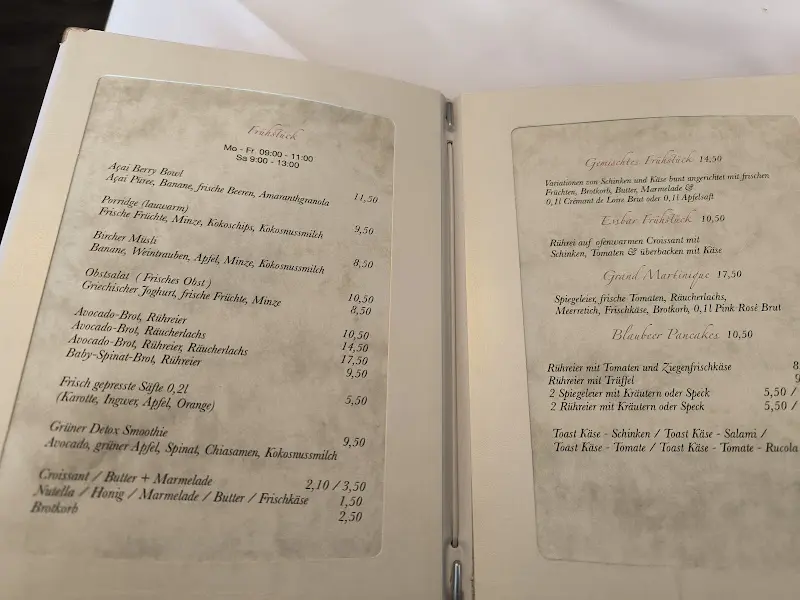 Frühstück
Mo - Fr. 09:00 - 11:00
Sa 9:00 - 13:00
Açai Berry Bowl
Açai Püree, Banane, frische Beeren, Amaranthgranola 11,50
Porridge (lauwarm)
Frische Früchte, Minze, Kokoschips, Kokosnussmilch 9,50
Bircher Müsli
Banane, Weintrauben, Apfel, Minze, Kokosnussmilch 8,50
Obstsalat ( Frisches Obst ) 10,50
Griechischer Joghurt, frische Früchte, Minze 8,50
Avocado-Brot, Rühreier 10,50
Avocado-Brot, Räucherlachs 14,50
Avocado-Brot, Rühreier, Räucherlachs 17,50
Baby-Spinat-Brot, Rühreier 9,50
Frisch gepresste Säfte 0,2l
(Karotte, Ingwer, Apfel, Orange) 5,50
Grüner Detox Smoothie
Avocado, grüner Apfel, Spinat, Chiasamen, Kokosnussmilch 9,50
Croissant / Butter + Marmelade 2,10 / 3,50
Nutella / Honig / Marmelade / Butter / Frischkäse 1,50
Brotkorb 2,50
Gemischtes Frühstück 14,50
Variationen von Schinken und Käse bunt angerichtet mit frischen
Früchten, Brotkorb, Butter, Marmelade &
0,1l Crémant de Loire Brut oder 0,1l Apfelsaft
Eisbär Frühstück 10,50
Rührei auf ofenwarmen Croissant mit
Schinken, Tomaten & überbacken mit Käse
Grand Martinique 17,50
Spiegeleier, frische Tomaten, Räucherlachs,
Meerrettich, Frischkäse, Brotkorb, 0,1l Pink Rosé Brut
Blaubeer Pancakes 10,50
Rühreier mit Tomaten und Ziegenfrischkäse 8
Rühreier mit Trüffel 9
2 Spiegeleier mit Kräutern oder Speck 5,50 /
2 Rühreier mit Kräutern oder Speck 5,50 /
Toast Käse - Schinken / Toast Käse - Salami /
Toast Käse - Tomate / Toast Käse - Tomate - Rucola